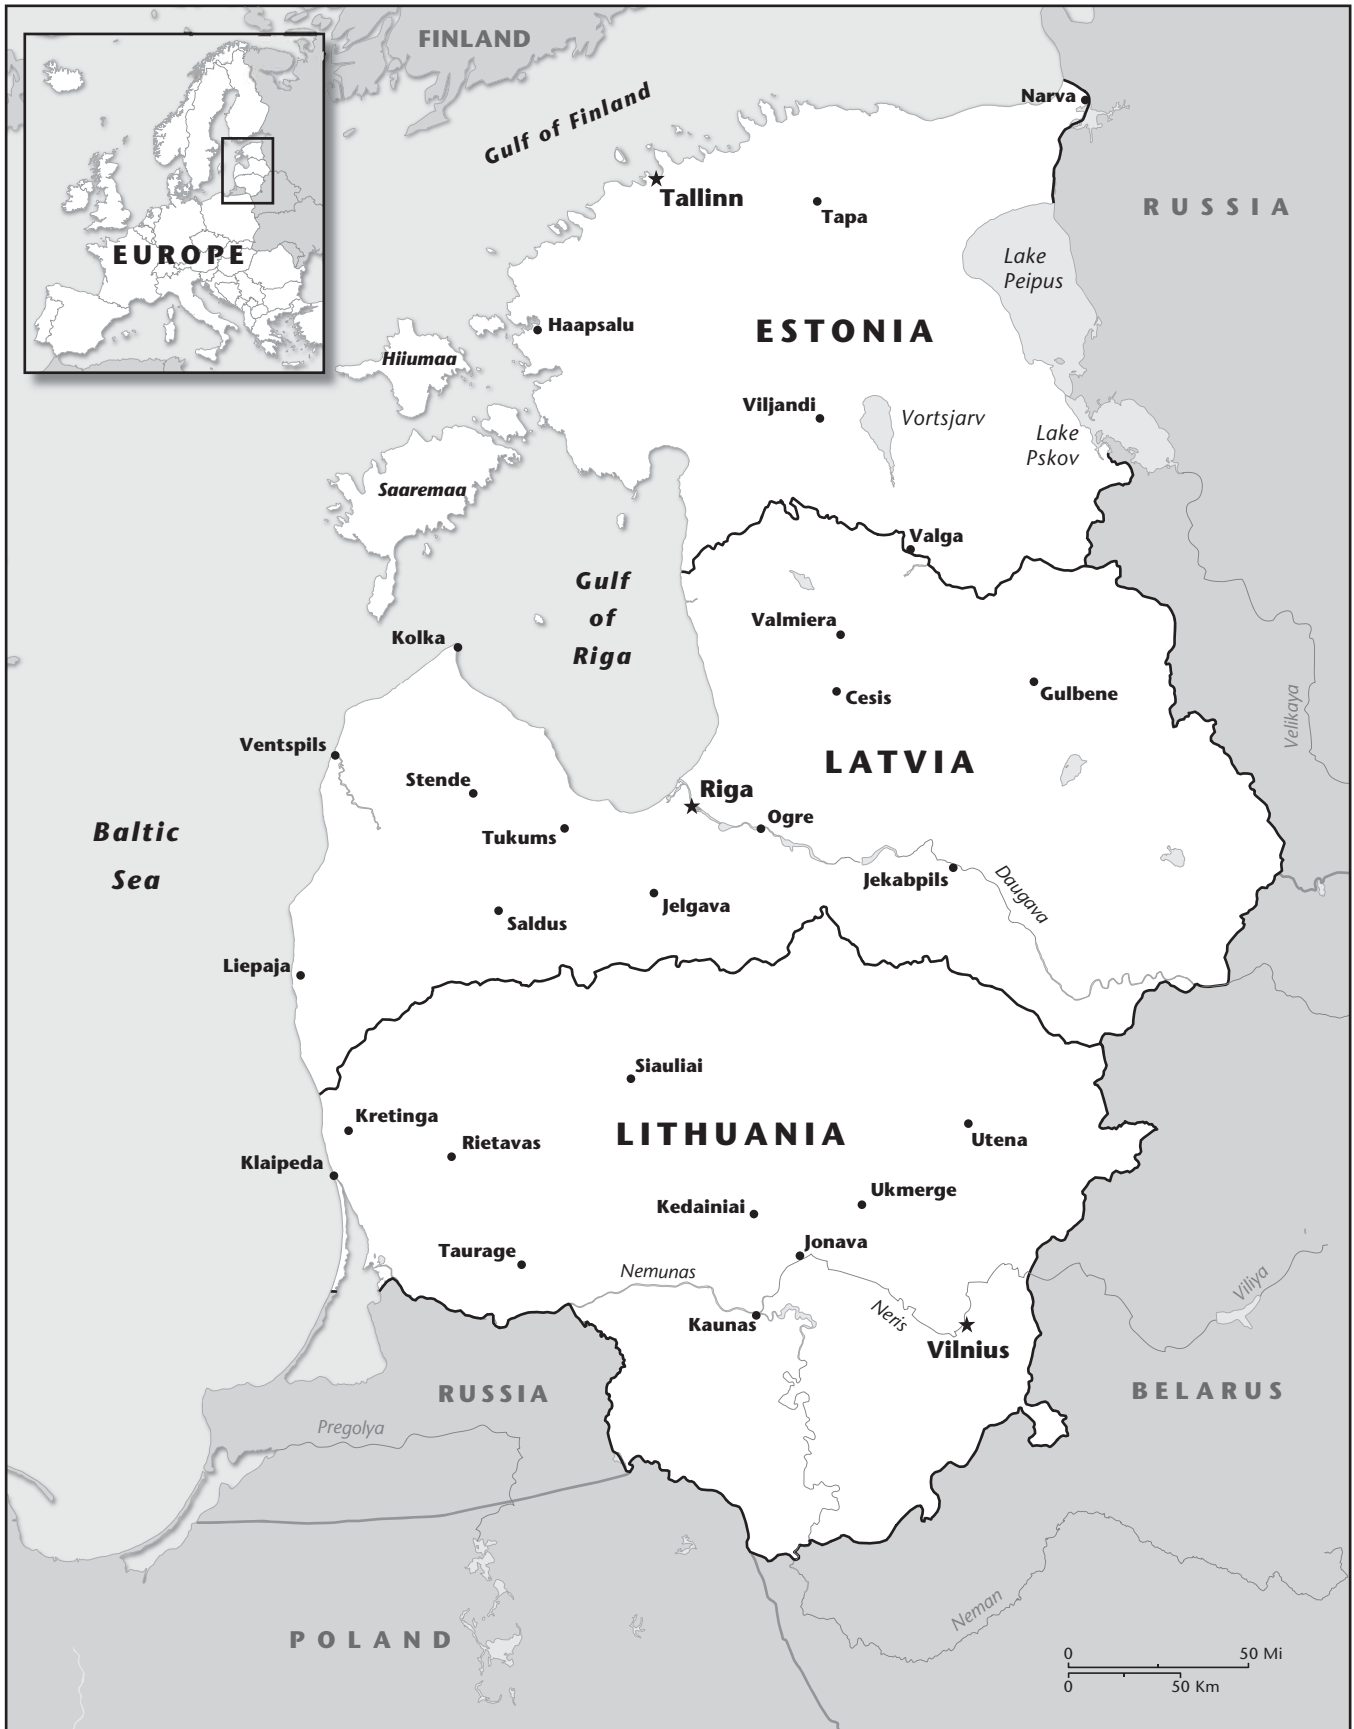 FINLAND
Gulf of Finland
Narva
Tallinn
Tapa
RUSSIA
EUROPE
Lake
Peipus
Haapsalu
ESTONIA
Hiiumaa
Viljandi
Vortsjarv
Lake
Pskov
Saaremaa
Valga
Gulf
of
Riga
Kolka
Valmiera
Cesis
Gulbene
Velikaya
Ventspils
LATVIA
Stende
Riga
Ogre
Tukums
Baltic
Sea
Jekabpils
Daugava
Jelgava
Saldus
Liepaja
Siauliai
Kretinga
LITHUANIA
Utena
Rietavas
Klaipeda
Ukmerge
Kedainiai
Jonava
Taurage
Nemunas
Viliya
Neris
Kaunas
Vilnius
RUSSIA
BELARUS
Pregolya
Neman
POLAND
0 50 Mi
0 50 Km